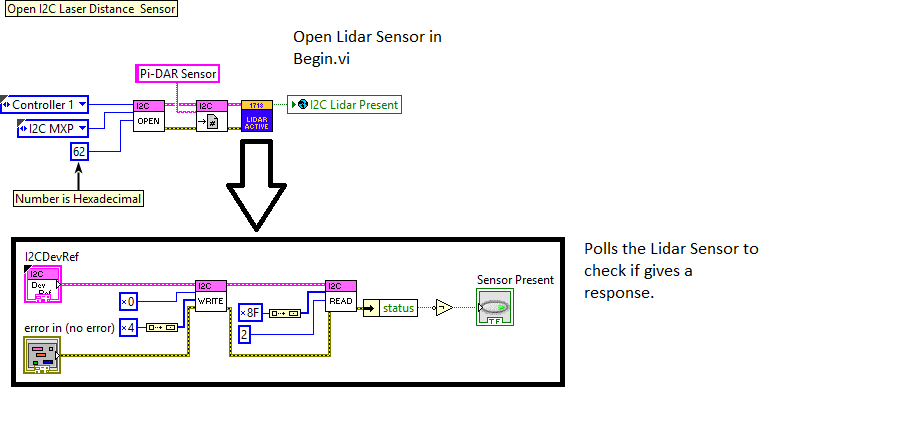 Open I2C Laser Distance Sensor
Open Lidar Sensor in
Begin.vi
Pi-DAR Sensor
Controller 1
I2C
OPEN
I2C
#
1718
LIDAR
ACTIVE
I2C Lidar Present
I2C MXP
62
Number is Hexadecimal
Polls the Lidar Sensor to
check if gives a
response.
I2CDevRef
I2C
Dev
Ref
Sensor Present
TF
×0
I2C
WRITE
I2C
READ
×8F
status
error in (no error)
×4
2